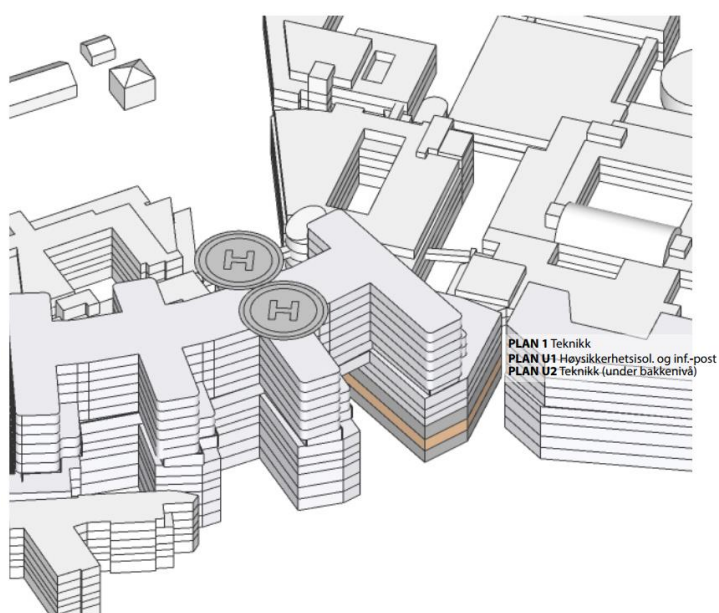 H
H
PLAN 1 Teknikk
PLAN U1 Høysikkerhetsisol. og inf.-post
PLAN U2 Teknikk (under bakkenivå)